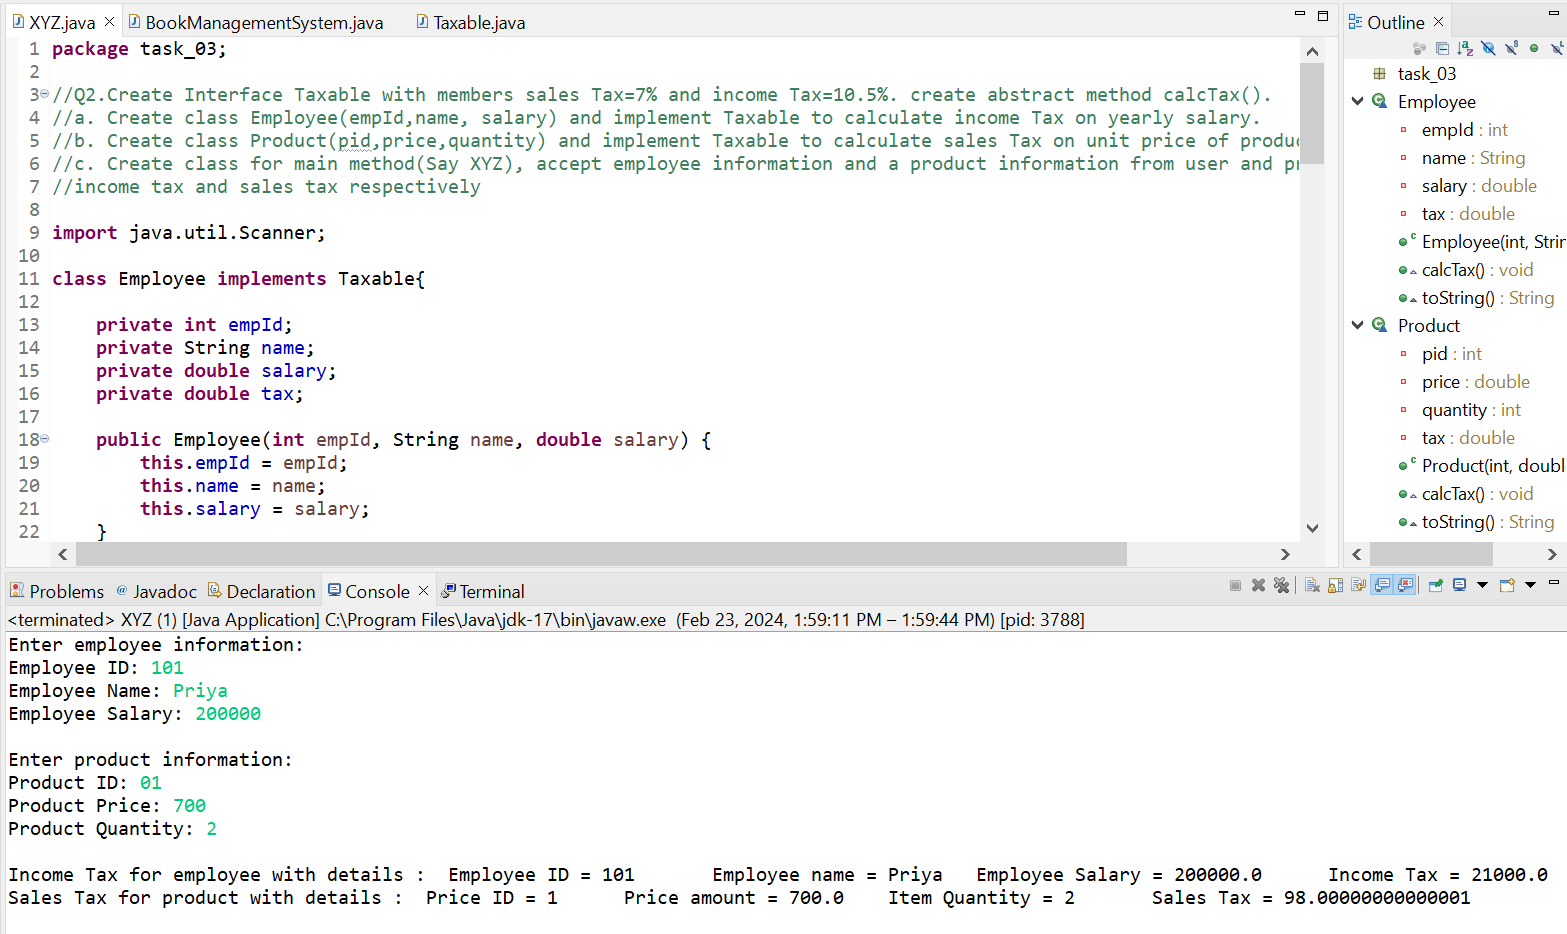 XYZ.java
BookManagementSystem.java
Taxable.java
1 package task_03;
2
3 //Q2.Create Interface Taxable with members sales Tax=7% and income Tax=10.5%. create abstract method calcTax().
4 //a. Create class Employee(empId,name, salary) and implement Taxable to calculate income Tax on yearly salary.
5 //b. Create class Product(pid,price,quantity) and implement Taxable to calculate sales Tax on unit price of produc
6 //c. Create class for main method(Say XYZ), accept employee information and a product information from user and pr
7 //income tax and sales tax respectively
8
9 import java.util.Scanner;
10
11 class Employee implements Taxable{
12
13 private int empId;
14 private String name;
15 private double salary;
16 private double tax;
17
18 public Employee(int empId, String name, double salary) {
19 this.empId = empId;
20 this.name = name;
21 this.salary = salary;
22 }
Outline
task_03
Employee
empId : int
name : String
salary : double
tax : double
Employee(int, Strin
calcTax() : void
toString() : String
Product
pid : int
price : double
quantity : int
tax : double
Product(int, doubl
calcTax() : void
toString() : String
Problems
Javadoc
Declaration
Console
Terminal
<terminated> XYZ (1) [Java Application] C:\Program Files\Java\jdk-17\bin\javaw.exe (Feb 23, 2024, 1:59:11 PM – 1:59:44 PM) [pid: 3788]
Enter employee information:
Employee ID: 101
Employee Name: Priya
Employee Salary: 200000
Enter product information:
Product ID: 01
Product Price: 700
Product Quantity: 2
Income Tax for employee with details : Employee ID = 101 Employee name = Priya Employee Salary = 200000.0 Income Tax = 21000.0
Sales Tax for product with details : Price ID = 1 Price amount = 700.0 Item Quantity = 2 Sales Tax = 98.00000000000001